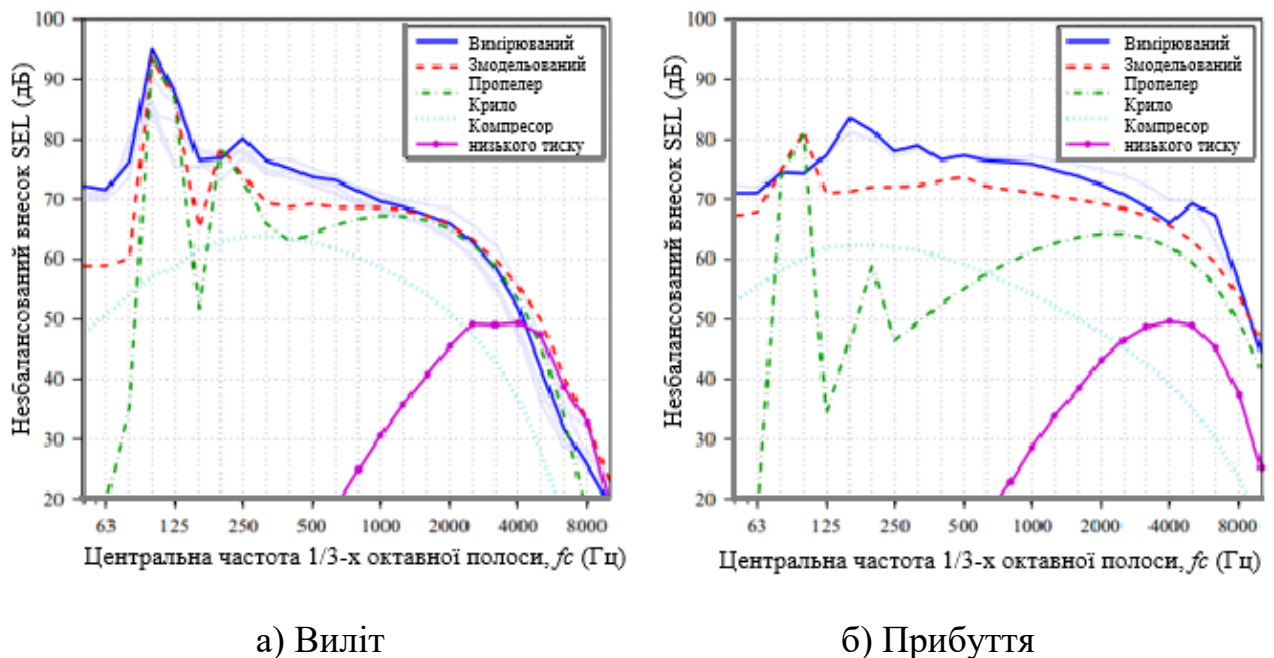 100
90
80
70
60
50
40
30
20
Незбалансований внесок SEL (дБ)
Вимірюваний
Змодельований
Пропелер
Крило
Компресор
низького тиску
63 125 250 500 1000 2000 4000 8000
Центральна частота 1/3-х октавної полоси, fc (Гц)
а) Виліт
100
90
80
70
60
50
40
30
20
Незбалансований внесок SEL (дБ)
Вимірюваний
Змодельований
Пропелер
Крило
Компресор
низького тиску
63 125 250 500 1000 2000 4000 8000
Центральна частота 1/3-х октавної полоси, fc (Гц)
б) Прибуття